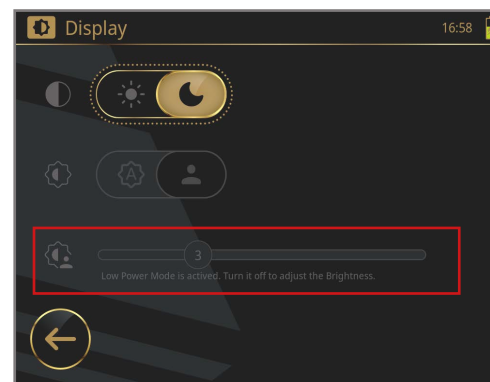 Display
16:58
A
3
Low Power Mode is actived. Turn it off to adjust the Brightness.